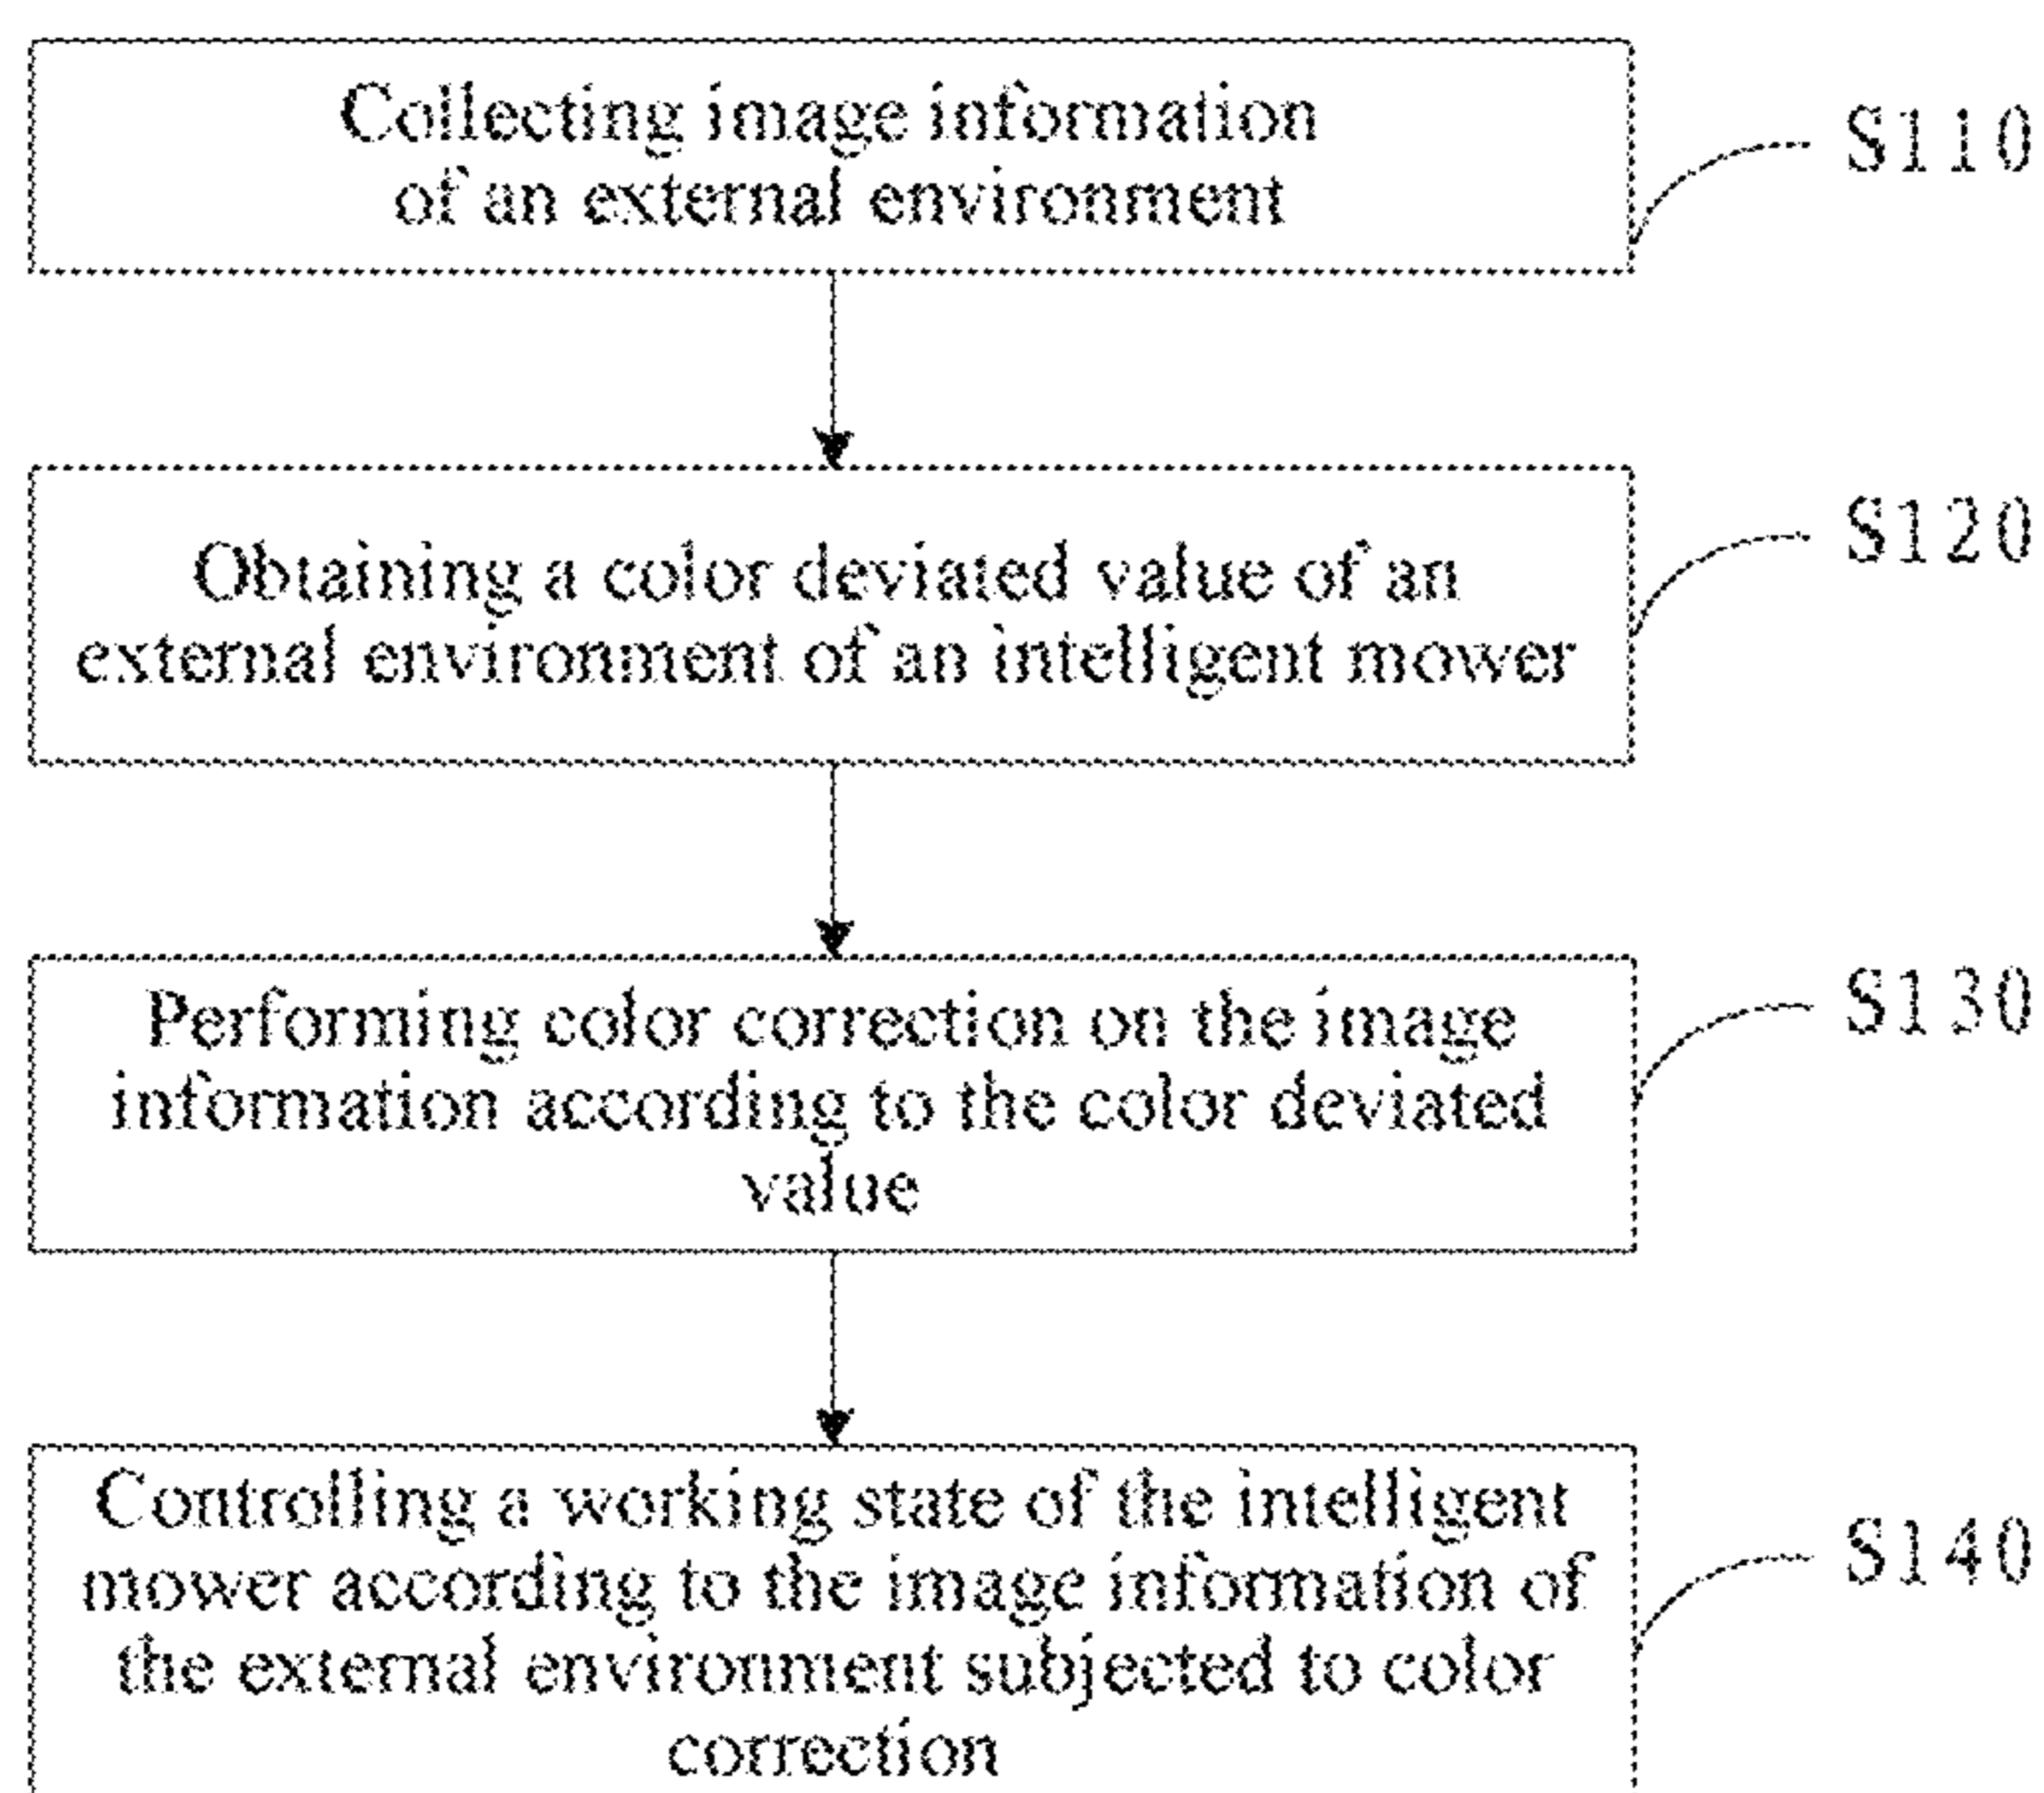 Collecting image information
of an external environment
S110
Obtaining a color deviated value of an
external environment of an intelligent mower
S120
Performing color correction on the image
information according to the color deviated
value
S130
Controlling a working state of the intelligent
mower according to the image information of
the external environment subjected to color
correction
S140